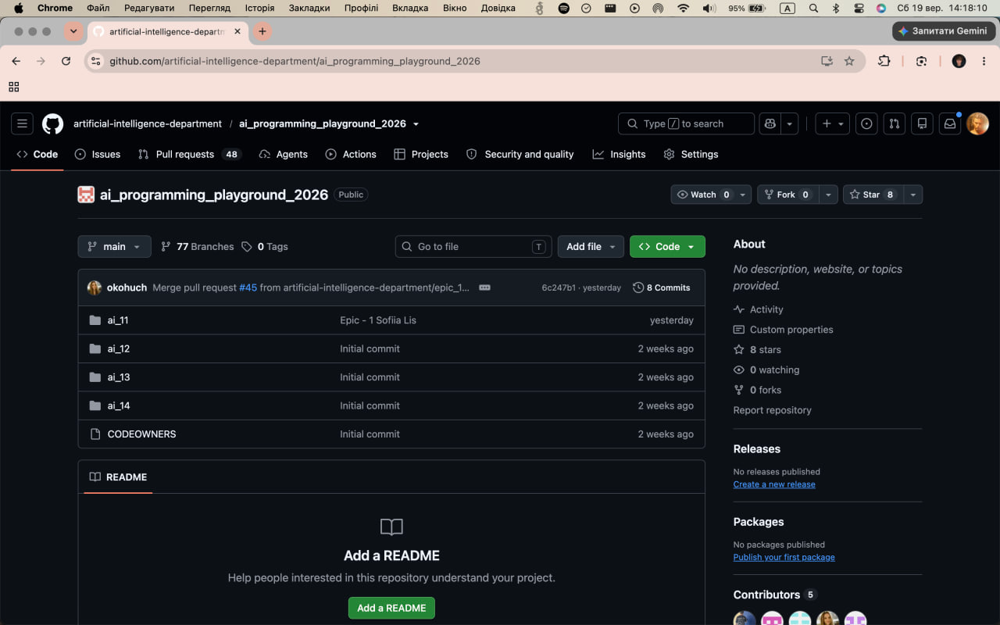 Chrome Файл Редагувати Перегляд Історія Закладки Профілі Вкладка Вікно Довідка 95% A Сб 19 вер. 14:18:10
artificial-intelligence-departm Запитати Gemini
github.com/artificial-intelligence-department/ai_programming_playground_2026
artificial-intelligence-department / ai_programming_playground_2026 Type / to search
Code Issues Pull requests 48 Agents Actions Projects Security and quality Insights Settings
ai_programming_playground_2026 Public Watch 0 Fork 0 Star 8
main 77 Branches 0 Tags Go to file T Add file Code
okohuch Merge pull request #45 from artificial-intelligence-department/epic_1... 6c247b1 · yesterday 8 Commits
ai_11 Epic - 1 Sofiia Lis yesterday
ai_12 Initial commit 2 weeks ago
ai_13 Initial commit 2 weeks ago
ai_14 Initial commit 2 weeks ago
CODEOWNERS Initial commit 2 weeks ago
README
Add a README
Help people interested in this repository understand your project.
Add a README
About
No description, website, or topics
provided.
Activity
Custom properties
8 stars
0 watching
0 forks
Report repository
Releases
No releases published
Create a new release
Packages
No packages published
Publish your first package
Contributors 5